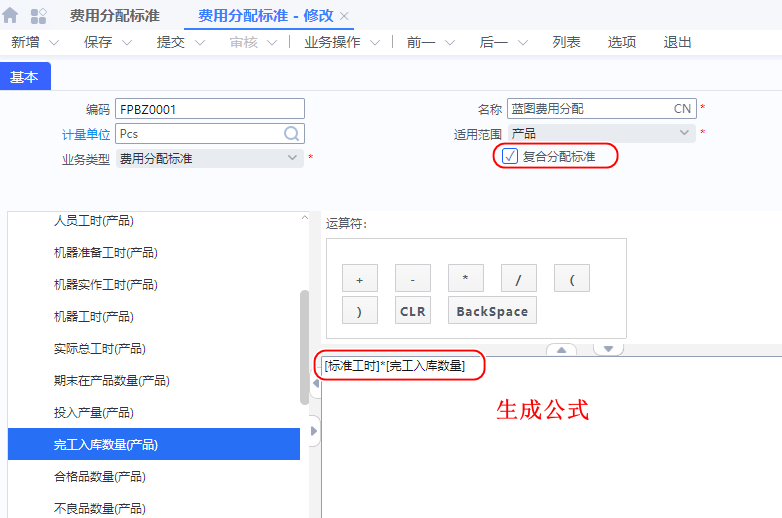 费用分配标准 费用分配标准 - 修改
新增 保存 提交 审核 业务操作 前一 后一 列表 选项 退出
基本
编码 FPBZ0001 名称 蓝图费用分配 CN *
计量单位 Pcs 适用范围 产品 *
业务类型 费用分配标准 * 复合分配标准
人员工时(产品)
运算符:
机器准备工时(产品)
机器实作工时(产品)
机器工时(产品)
实际总工时(产品)
期末在产品数量(产品)
投入产量(产品)
完工入库数量(产品)
合格品数量(产品)
不良品数量(产品)
+ - * / (
) CLR BackSpace
[标准工时]*[完工入库数量]
生成公式